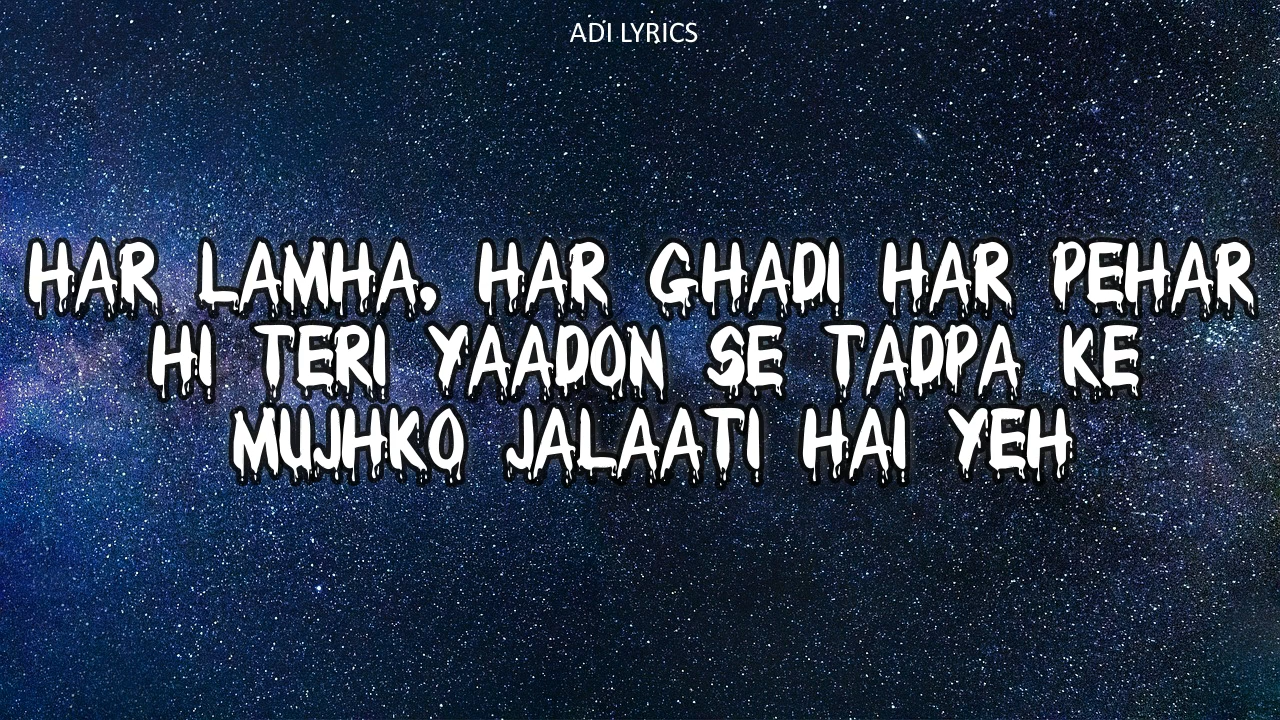 ADI LYRICS
HAR LAMHA, HAR GHADI HAR PEHAR
HI TERI YAADON SE TADPA KE
MUJHKO JALAATI HAI YEH